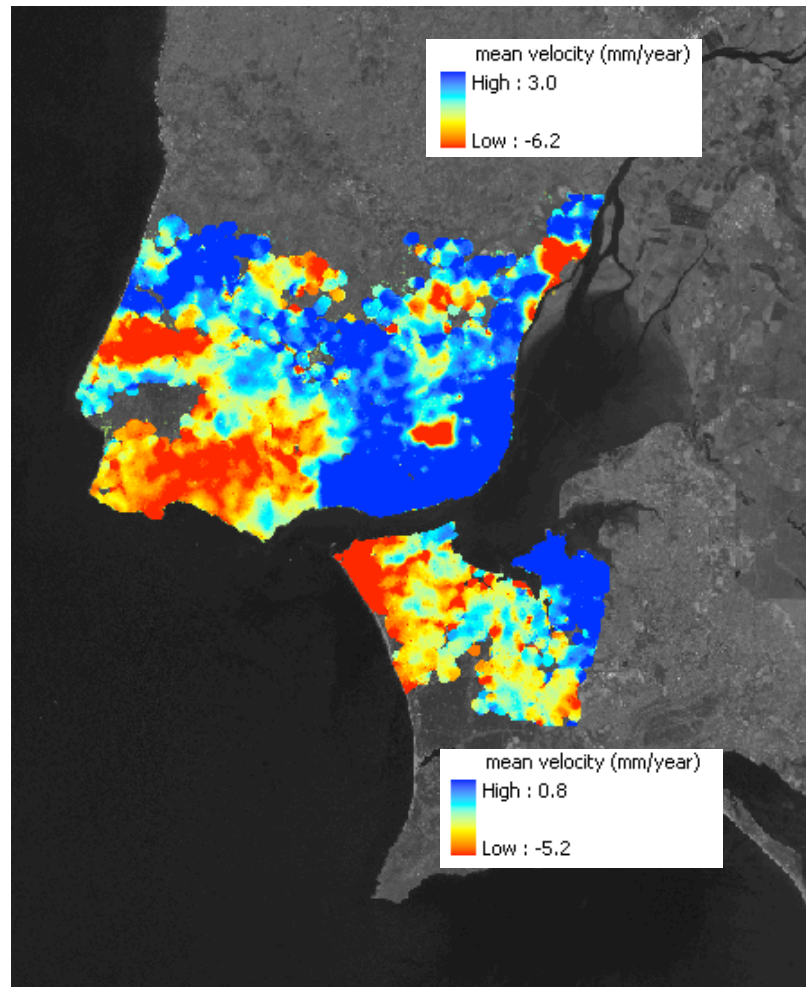 mean velocity (mm/year)
High : 3.0
Low : -6.2
mean velocity (mm/year)
High : 0.8
Low : -5.2